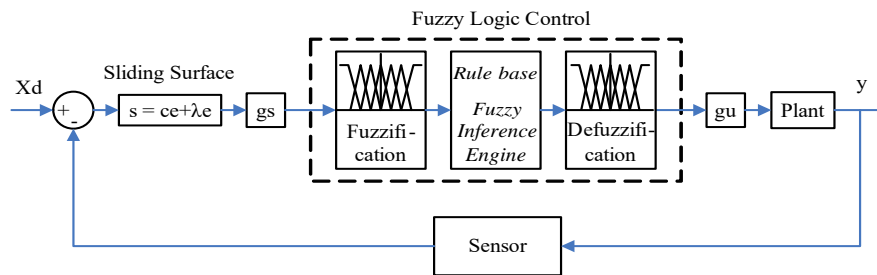 Fuzzy Logic Control
Sliding Surface
Xd
+
-
s = ce+λe
gs
Fuzzifi-
cation
Rule base
Fuzzy
Inference
Engine
Defuzzifi-
cation
gu
Plant
y
Sensor